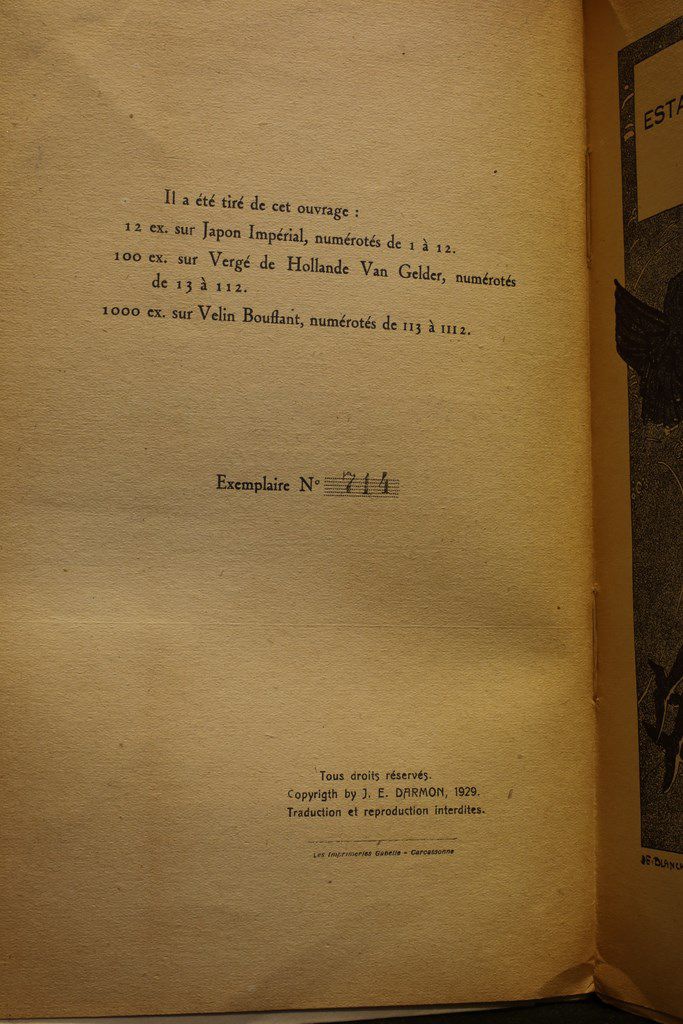 Il a été tiré de cet ouvrage :
12 ex. sur Japon Impérial, numérotés de 1 à 12.
100 ex. sur Vergé de Hollande Van Gelder, numérotés
de 13 à 112.
1000 ex. sur Velin Bouffant, numérotés de 113 à 1112.
Exemplaire N° 714
Tous droits réservés.
Copyrigth by J. E. DARMON, 1929.
Traduction et reproduction interdites.
Les Imprimeries Gabelle - Carcassonne
ESTA